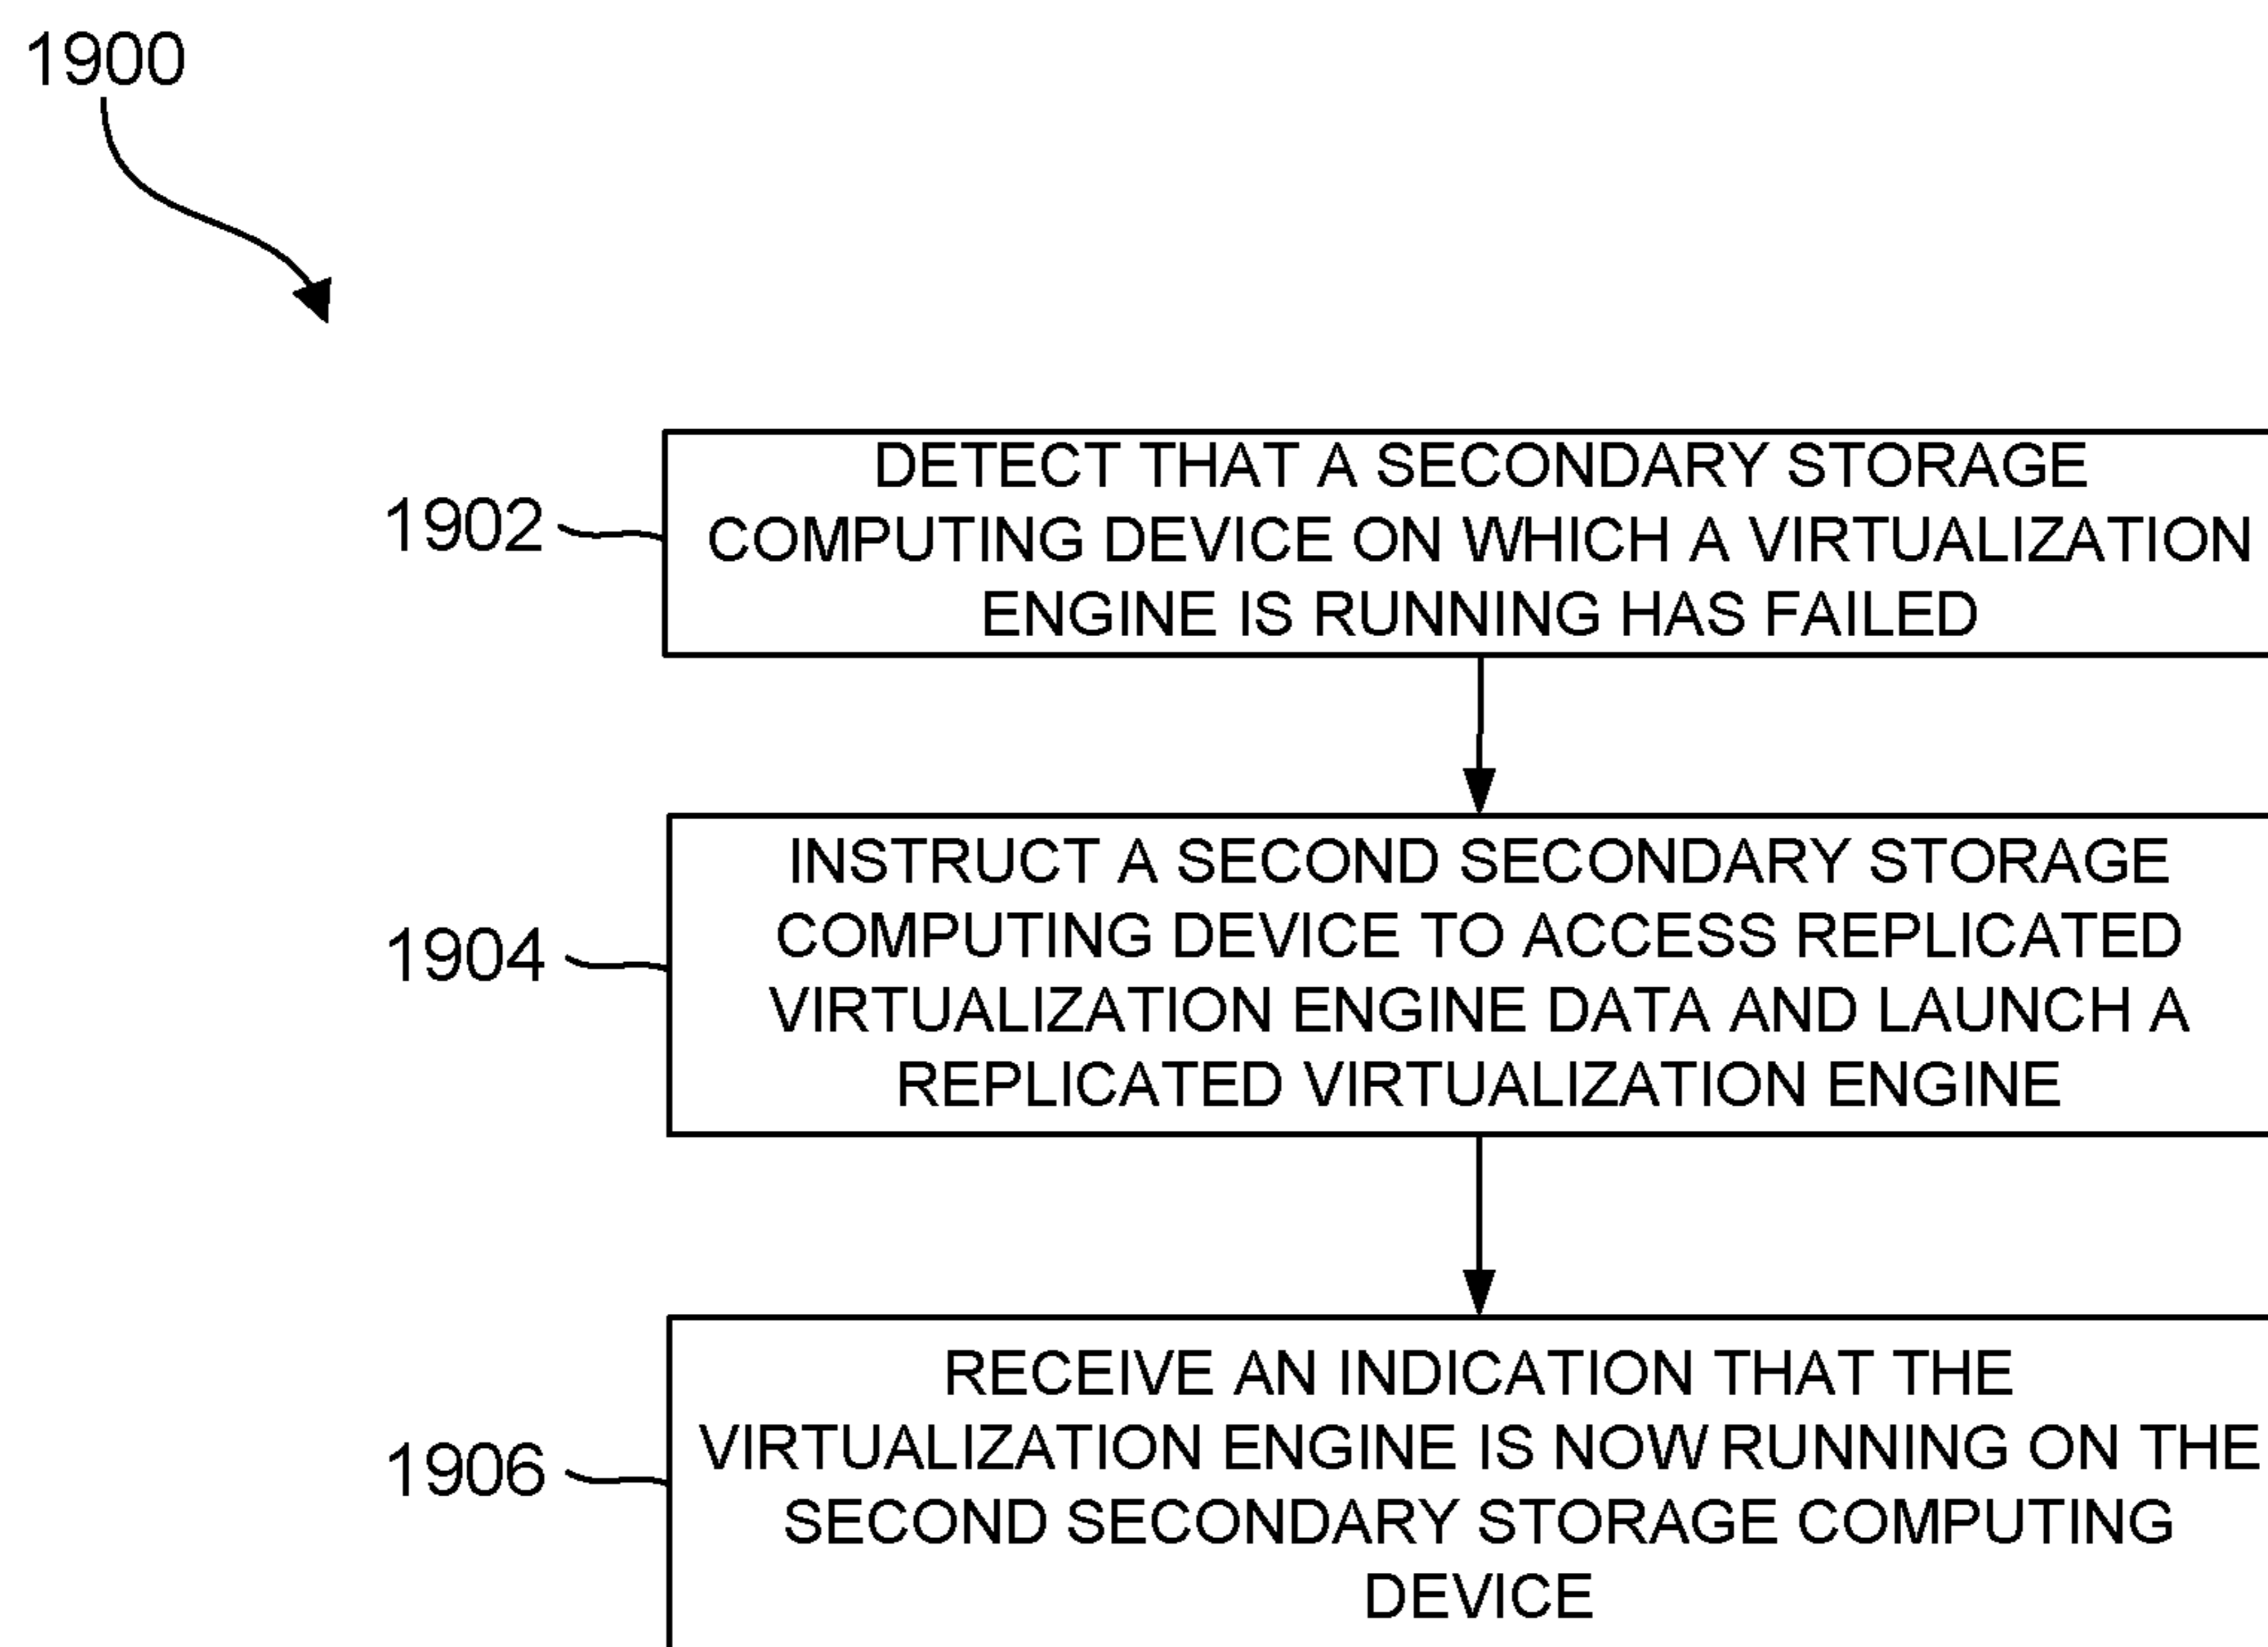 1900
1902
DETECT THAT A SECONDARY STORAGE
COMPUTING DEVICE ON WHICH A VIRTUALIZATION
ENGINE IS RUNNING HAS FAILED
1904
INSTRUCT A SECOND SECONDARY STORAGE
COMPUTING DEVICE TO ACCESS REPLICATED
VIRTUALIZATION ENGINE DATA AND LAUNCH A
REPLICATED VIRTUALIZATION ENGINE
1906
RECEIVE AN INDICATION THAT THE
VIRTUALIZATION ENGINE IS NOW RUNNING ON THE
SECOND SECONDARY STORAGE COMPUTING
DEVICE